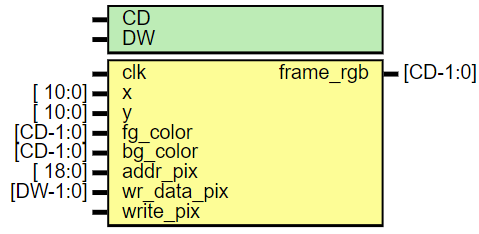 CD
DW
clk frame_rgb [CD-1:0]
[ 10:0] x
[ 10:0] y
[CD-1:0] fg_color
[CD-1:0] bg_color
[ 18:0] addr_pix
[DW-1:0] wr_data_pix
write_pix